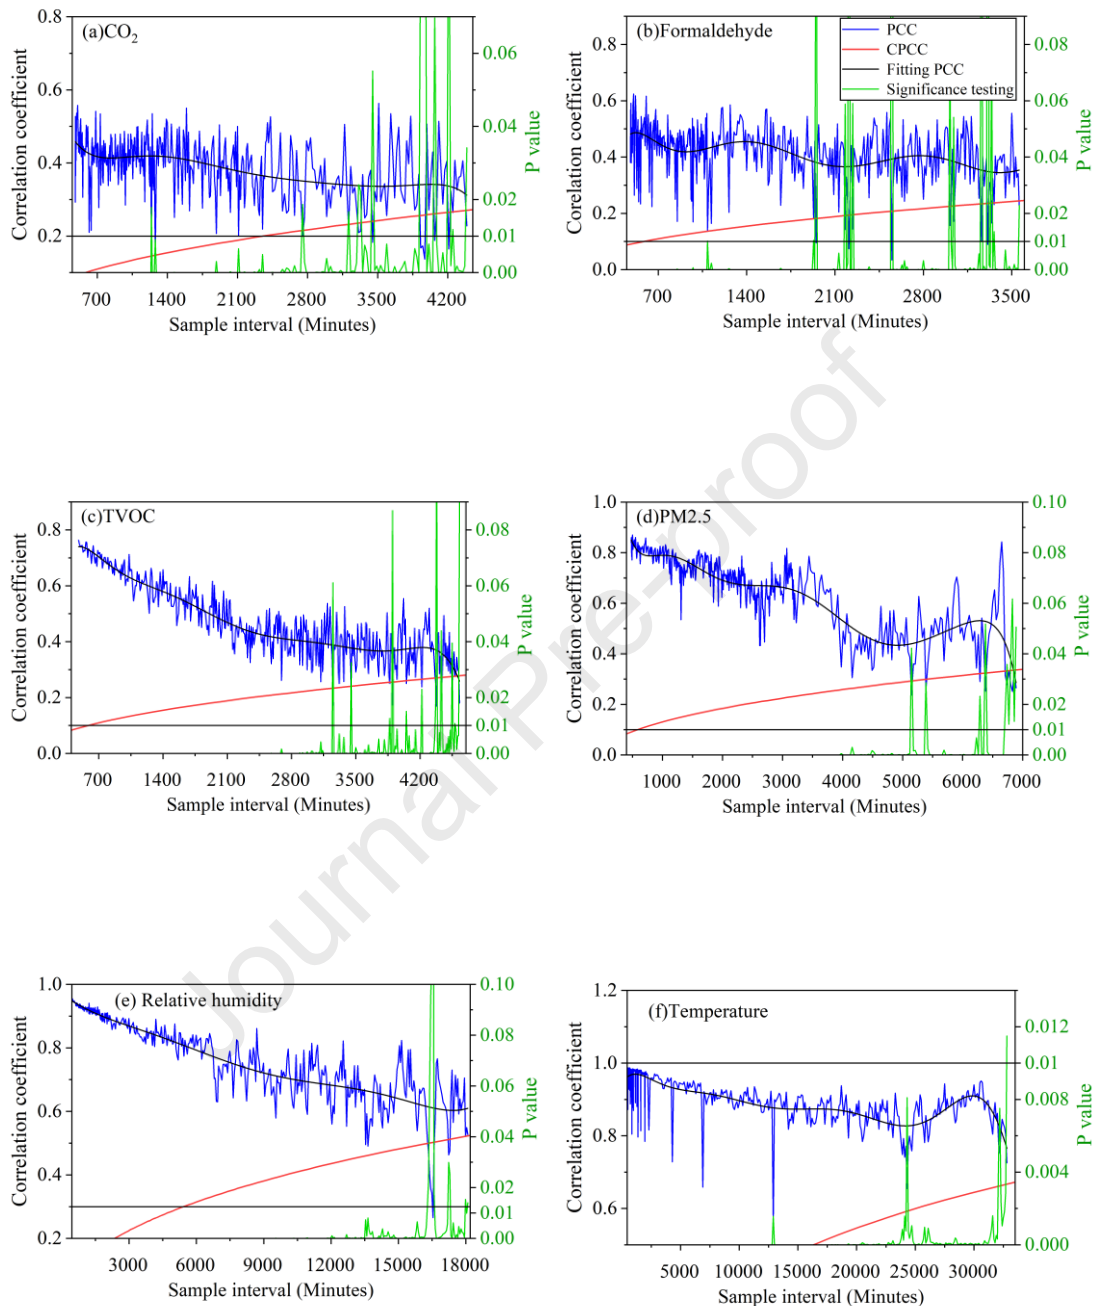 (a)CO2
Correlation coefficient
0.8
0.6
0.4
0.2
0.06
0.04
0.02
0.01
0.00
P value
700 1400 2100 2800 3500 4200
Sample interval (Minutes)
(b)Formaldehyde
PCC
CPCC
Fitting PCC
Significance testing
Correlation coefficient
0.8
0.6
0.4
0.2
0.0
0.08
0.06
0.04
0.02
0.01
0.00
P value
700 1400 2100 2800 3500
Sample interval (Minutes)
(c)TVOC
Correlation coefficient
0.8
0.6
0.4
0.2
0.0
0.08
0.06
0.04
0.02
0.01
0.00
P value
700 1400 2100 2800 3500 4200
Sample interval (Minutes)
(d)PM2.5
Correlation coefficient
1.0
0.8
0.6
0.4
0.2
0.0
0.10
0.08
0.06
0.04
0.02
0.01
0.00
P value
1000 2000 3000 4000 5000 6000 7000
Sample interval (Minutes)
(e) Relative humidity
Correlation coefficient
1.0
0.8
0.6
0.4
0.2
0.10
0.08
0.06
0.04
0.02
0.01
0.00
P value
3000 6000 9000 12000 15000 18000
Sample interval (Minutes)
(f)Temperature
Correlation coefficient
1.2
1.0
0.8
0.6
0.012
0.010
0.008
0.004
0.000
P value
5000 10000 15000 20000 25000 30000
Sample interval (Minutes)
Journal Pre-proof